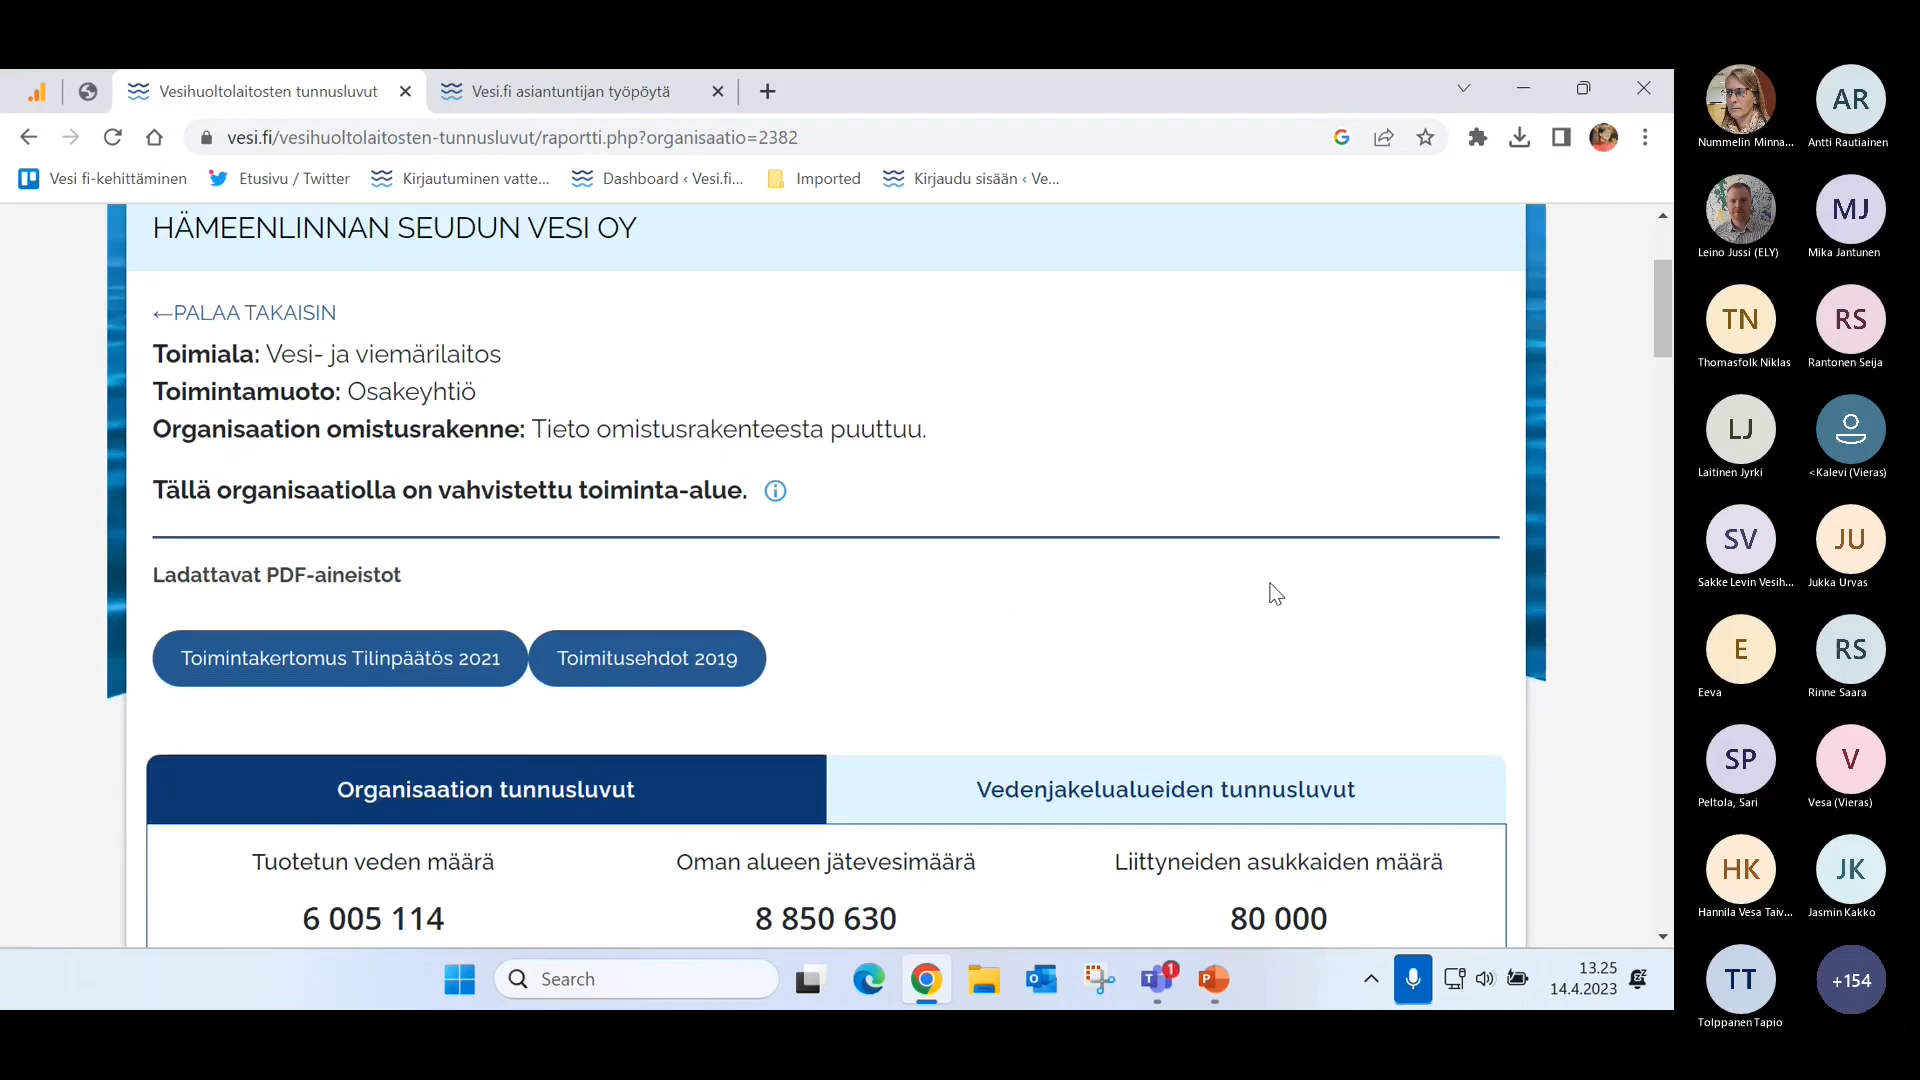 Vesihuoltolaitosten tunnusluvut
Vesi.fi asiantuntijan työpöytä
vesi.fi/vesihuoltolaitosten-tunnusluvut/raportti.php?organisaatio=2382
Vesi fi-kehittäminen
Etusivu / Twitter
Kirjautuminen vatte...
Dashboard ‹ Vesi.fi...
Imported
Kirjaudu sisään ‹ Ve...
HÄMEENLINNAN SEUDUN VESI OY
←PALAA TAKAISIN
Toimiala: Vesi- ja viemärilaitos
Toimintamuoto: Osakeyhtiö
Organisaation omistusrakenne: Tieto omistusrakenteesta puuttuu.
Tällä organisaatiolla on vahvistettu toiminta-alue.
Ladattavat PDF-aineistot
Toimintakertomus Tilinpäätös 2021
Toimitusehdot 2019
Organisaation tunnusluvut
Vedenjakelualueiden tunnusluvut
Tuotetun veden määrä
Oman alueen jätevesimäärä
Liittyneiden asukkaiden määrä
6 005 114
8 850 630
80 000
Search
1
13.25
14.4.2023
Nummelin Minna...
AR
Antti Rautiainen
Leino Jussi (ELY)
MJ
Mika Jantunen
TN
Thomasfolk Niklas
RS
Rantonen Seija
LJ
Laitinen Jyrki
<Kalevi (Vieras)
SV
Sakke Levin Vesih...
JU
Jukka Urvas
E
Eeva
RS
Rinne Saara
SP
Peltola, Sari
V
Vesa (Vieras)
HK
Hannila Vesa Taiv...
JK
Jasmin Kakko
TT
Tolppanen Tapio
+154